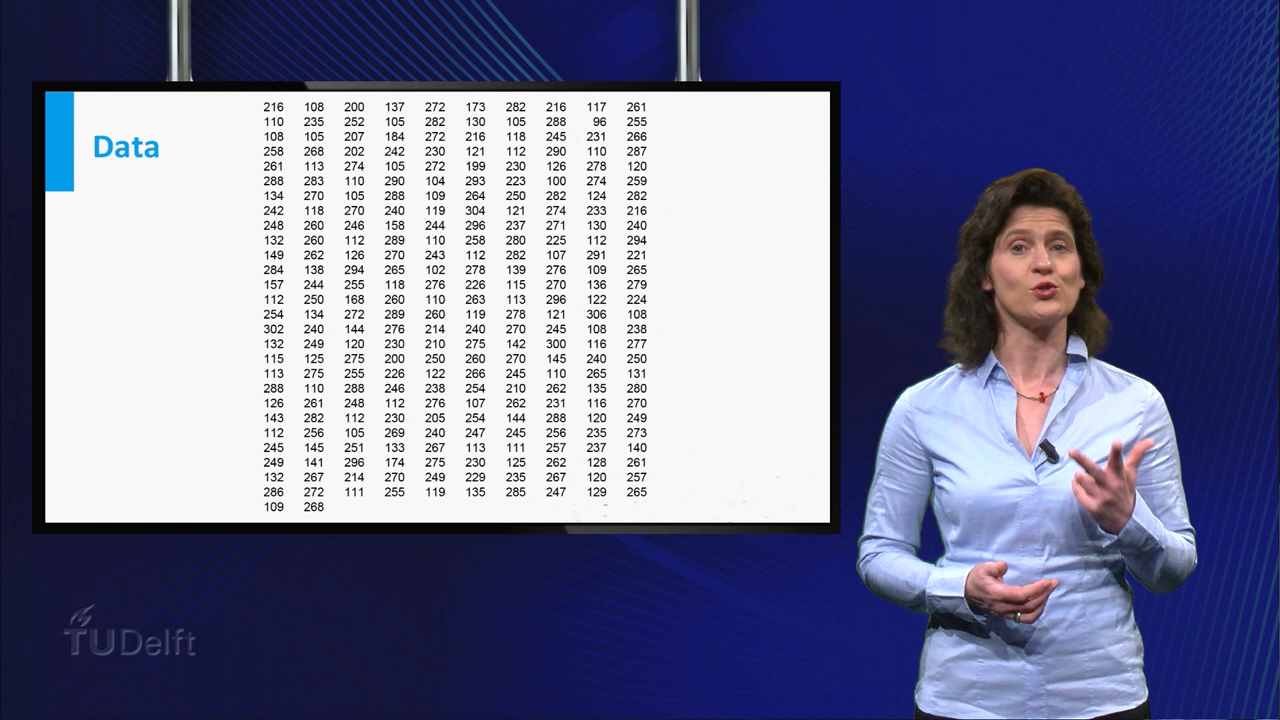 Data
216 108 200 137 272 173 282 216 117 261
110 235 252 105 282 130 105 288 96 255
108 105 207 184 272 216 118 245 231 266
258 268 202 242 230 121 112 290 110 287
261 113 274 105 272 199 230 126 278 120
288 283 110 290 104 293 223 100 274 259
134 270 105 288 109 264 250 282 124 282
242 118 270 240 119 304 121 274 233 216
248 260 246 158 244 296 237 271 130 240
132 260 112 289 110 258 280 225 112 294
149 262 126 270 243 112 282 107 291 221
284 138 294 265 102 278 139 276 109 265
157 244 255 118 276 226 115 270 136 279
112 250 168 260 110 263 113 296 122 224
254 134 272 289 260 119 278 121 306 108
302 240 144 276 214 240 270 245 108 238
132 249 120 230 210 275 142 300 116 277
115 125 275 200 250 260 270 145 240 250
113 275 255 226 122 266 245 110 265 131
288 110 288 246 238 254 210 262 135 280
126 261 248 112 276 107 262 231 116 270
143 282 112 230 205 254 144 288 120 249
112 256 105 269 240 247 245 256 235 273
245 145 251 133 267 113 111 257 237 140
249 141 296 174 275 230 125 262 128 261
132 267 214 270 249 229 235 267 120 257
286 272 111 255 119 135 285 247 129 265
109 268
TUDelft